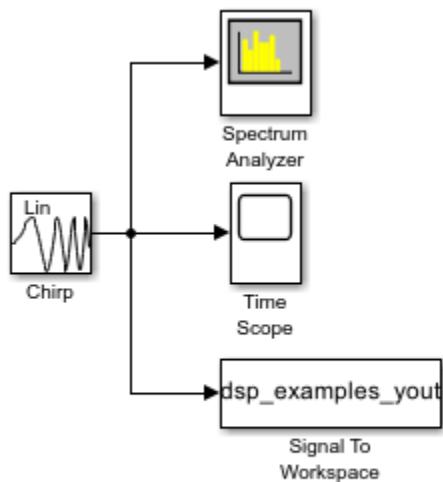 Spectrum
Analyzer
Lin
Chirp
Time
Scope
dsp_examples_yout
Signal To
Workspace